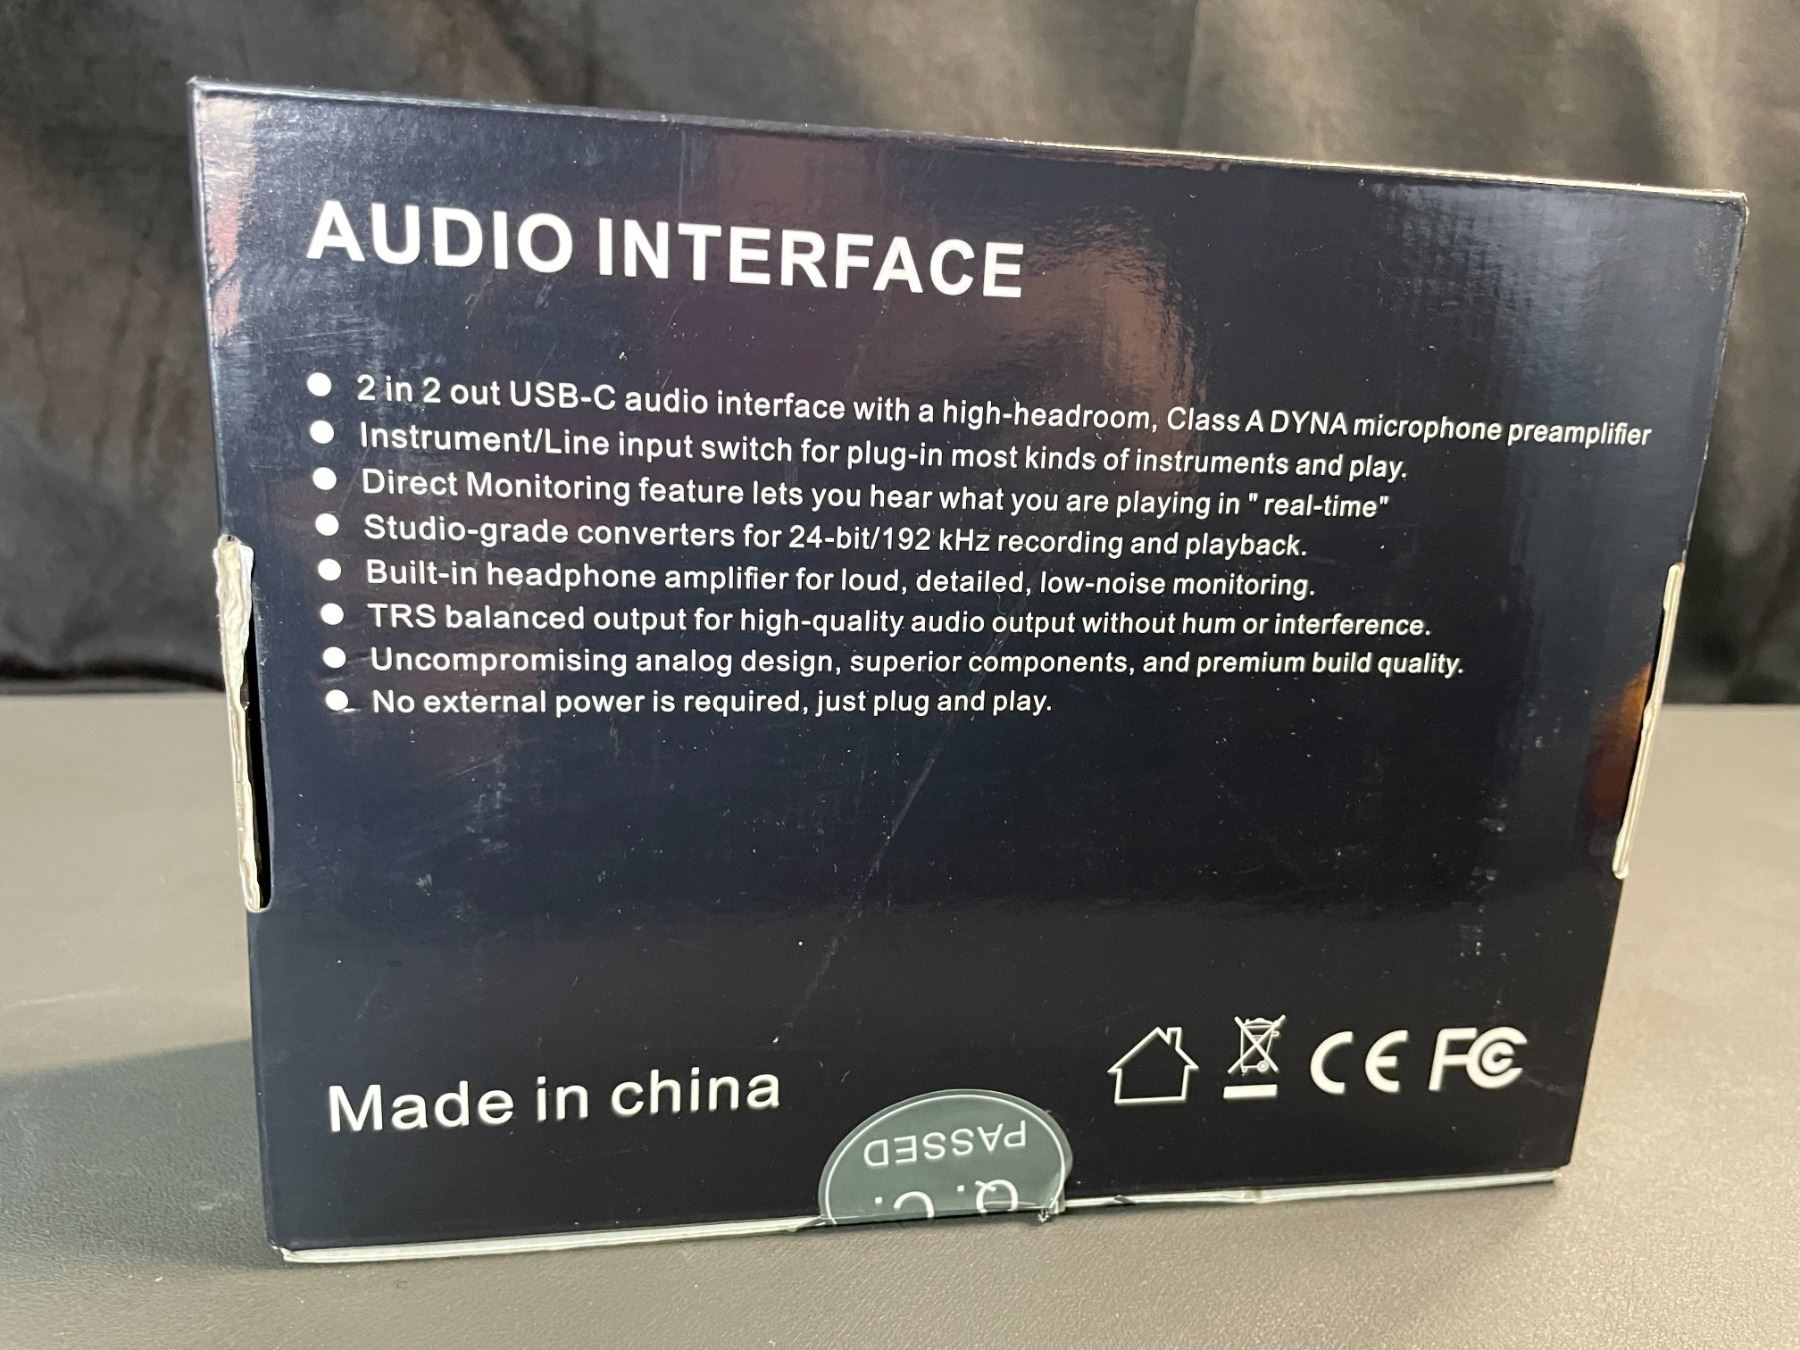 AUDIO INTERFACE
● 2 in 2 out USB-C audio interface with a high-headroom, Class A DYNA microphone preamplifier
● Instrument/Line input switch for plug-in most kinds of instruments and play.
● Direct Monitoring feature lets you hear what you are playing in " real-time"
● Studio-grade converters for 24-bit/192 kHz recording and playback.
● Built-in headphone amplifier for loud, detailed, low-noise monitoring.
● TRS balanced output for high-quality audio output without hum or interference.
● Uncompromising analog design, superior components, and premium build quality.
● No external power is required, just plug and play.
Made in china
CE FC
Q.C.
PASSED